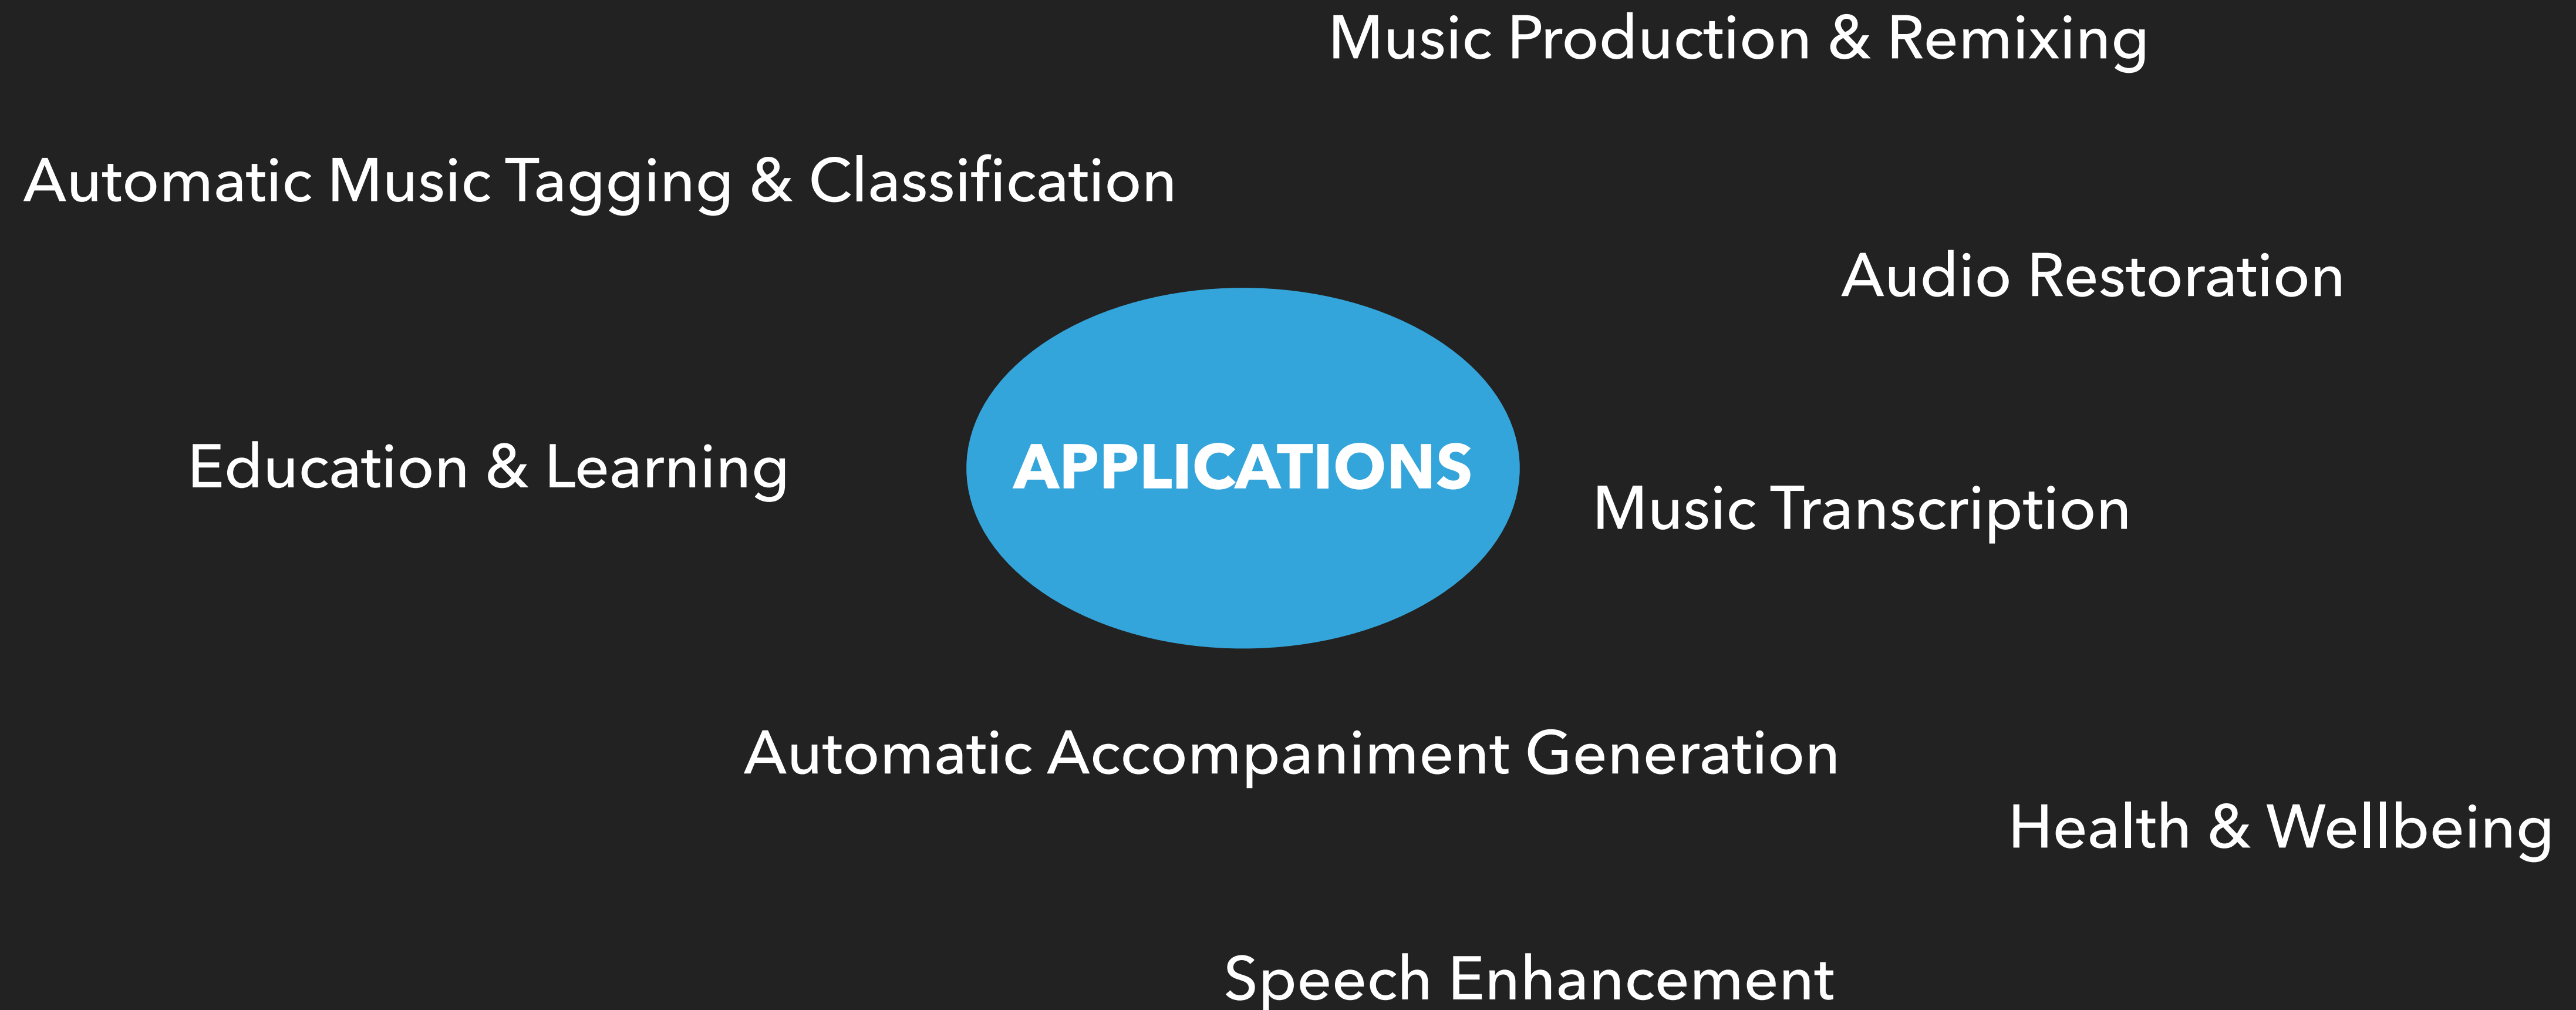 Music Production & Remixing
Automatic Music Tagging & Classification
Audio Restoration
Education & Learning
APPLICATIONS
Music Transcription
Automatic Accompaniment Generation
Health & Wellbeing
Speech Enhancement